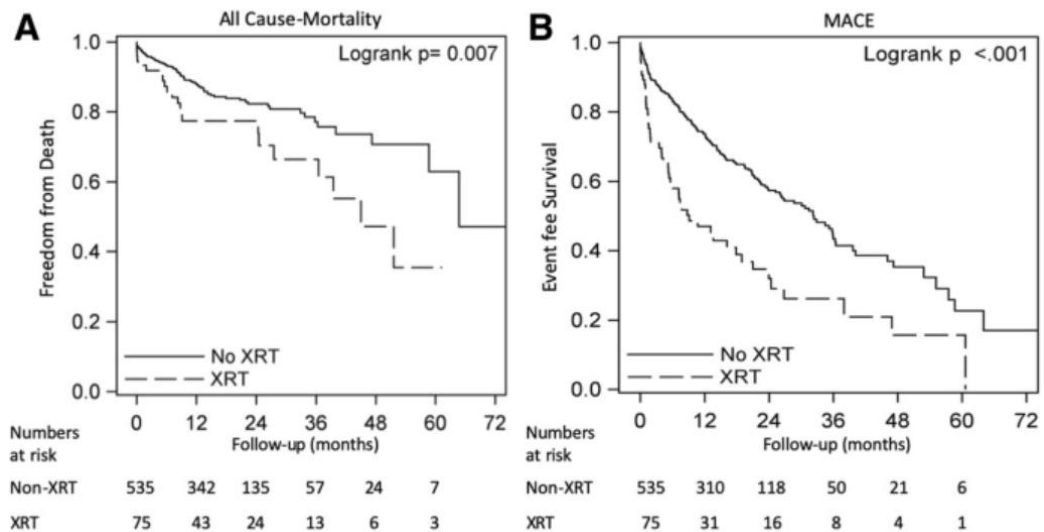 A
All Cause-Mortality
Logrank p= 0.007
Freedom from Death
1.0
0.8
0.6
0.4
0.2
0.0
No XRT
XRT
0 12 24 36 48 60 72
Follow-up (months)
Numbers
at risk
Non-XRT 535 342 135 57 24 7
XRT 75 43 24 13 6 3
B
MACE
Logrank p <.001
Event fee Survival
1.0
0.8
0.6
0.4
0.2
0.0
No XRT
XRT
0 12 24 36 48 60 72
Follow-up (months)
Numbers
at risk
Non-XRT 535 310 118 50 21 6
XRT 75 31 16 8 4 1